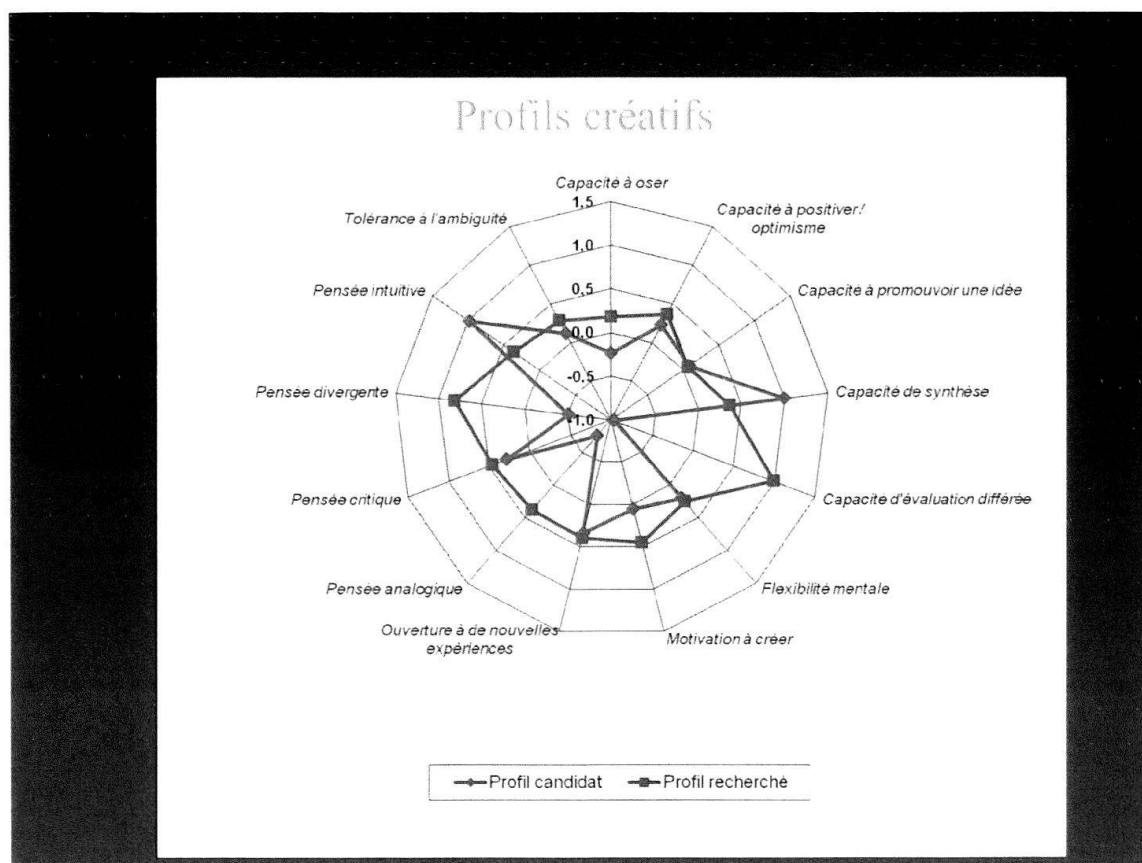 Profils créatifs
Capacité à oser
Capacité à positiver/
optimisme
Capacité à promouvoir une idée
Capacité de synthèse
Capacité d'évaluation différée
Flexibilité mentale
Motivation à créer
Ouverture à de nouvelles
expériences
Pensée analogique
Pensée critique
Pensée divergente
Pensée intuitive
Tolérance à l'ambiguité
1,5
1,0
0,5
0,0
-0,5
-1,0
Profil candidat
Profil recherché